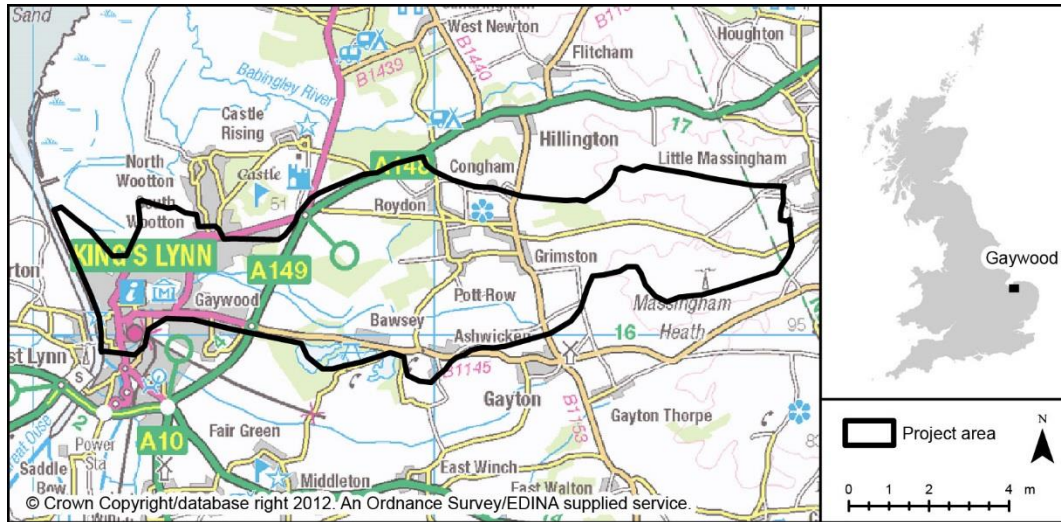 Sand
West Newton
Houghton
B1439
B1440
Flitcham
Babingley River
Castle
Rising
17
Hillington
North
Wootton
Castle
A148
Congham
Little Massingham
51
South
Wootton
Roydon
KING'S LYNN
A149
Grimston
Gaywood
Pott Row
Massingham
Heath
Bawsey
Ashwicken
16
95
B1145
Gayton
Gayton Thorpe
B1153
2
A10
Fair Green
Power
Sta
Saddle
Bow
Middleton
East Winch
East Walton
© Crown Copyright/database right 2012. An Ordnance Survey/EDINA supplied service.
Gaywood
Project area
N
0 1 2 4
m